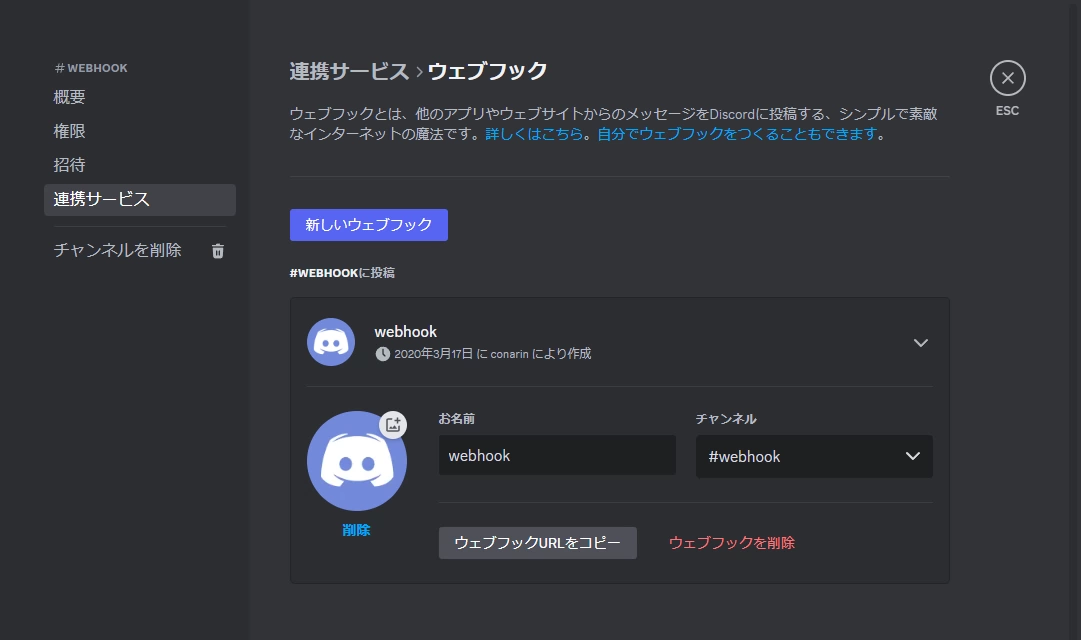 # WEBHOOK
概要
権限
招待
連携サービス
チャンネルを削除
連携サービス › ウェブフック
ウェブフックとは、他のアプリやウェブサイトからのメッセージをDiscordに投稿する、シンプルで素敵
なインターネットの魔法です。詳しくはこちら。自分でウェブフックをつくることもできます。
ESC
新しいウェブフック
#WEBHOOKに投稿
webhook
2020年3月17日 に conarin により作成
お名前
チャンネル
webhook
#webhook
削除
ウェブフックURLをコピー
ウェブフックを削除